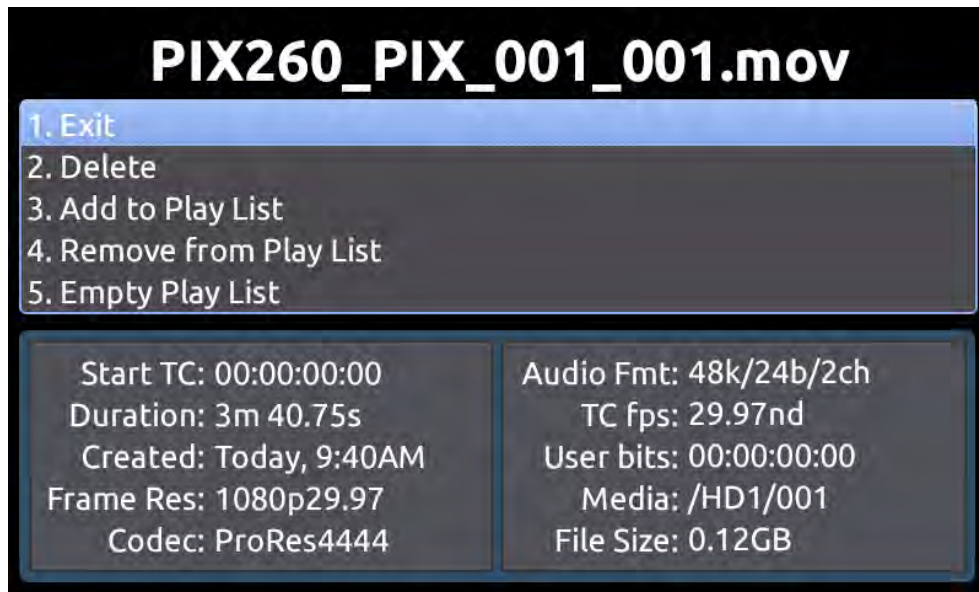 PIX260_PIX_001_001.mov
1. Exit
2. Delete
3. Add to Play List
4. Remove from Play List
5. Empty Play List
Start TC: 00:00:00:00
Duration: 3m 40.75s
Created: Today, 9:40AM
Frame Res: 1080p29.97
Codec: ProRes4444
Audio Fmt: 48k/24b/2ch
TC fps: 29.97nd
User bits: 00:00:00:00
Media: /HD1/001
File Size: 0.12GB